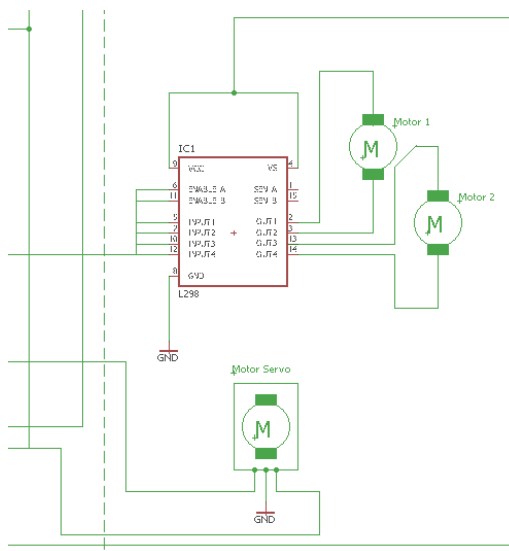 IC1
9 VCC VS 4
6 ENABLE A SEN A 1
11 ENABLE B SEN B 15
5 INPUT1 OUT1 2
7 INPUT2 OUT2 3
10 INPUT3 OUT3 13
12 INPUT4 OUT4 14
8 GND
L298
GND
M
Motor 1
M
Motor 2
Motor Servo
M
GND